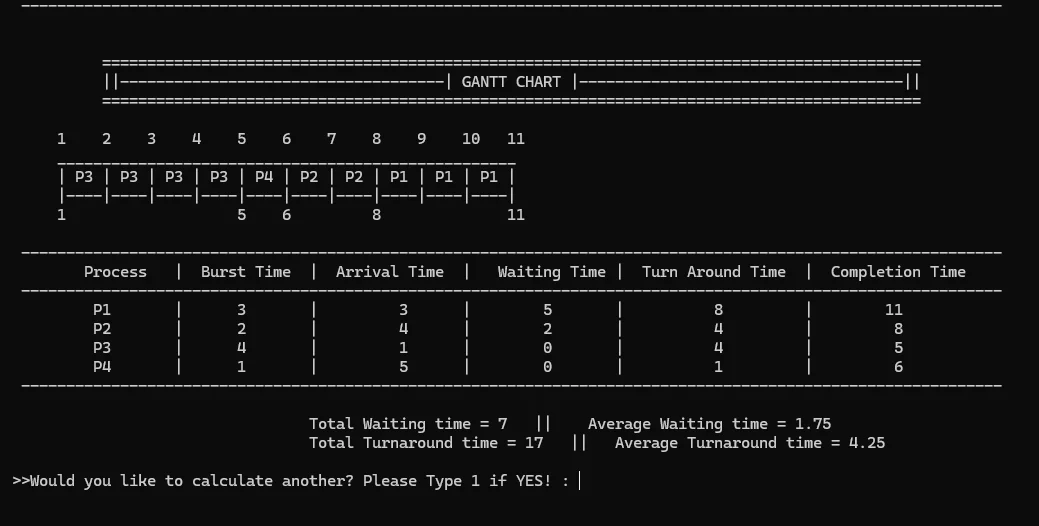 GANTT CHART
1 2 3 4 5 6 7 8 9 10 11
| P3 | P3 | P3 | P3 | P4 | P2 | P2 | P1 | P1 | P1 |
1 5 6 8 11
Process | Burst Time | Arrival Time | Waiting Time | Turn Around Time | Completion Time
P1 | 3 | 3 | 5 | 8 | 11
P2 | 2 | 4 | 2 | 4 | 8
P3 | 4 | 1 | 0 | 4 | 5
P4 | 1 | 5 | 0 | 1 | 6
Total Waiting time = 7 || Average Waiting time = 1.75
Total Turnaround time = 17 || Average Turnaround time = 4.25
>>Would you like to calculate another? Please Type 1 if YES! :